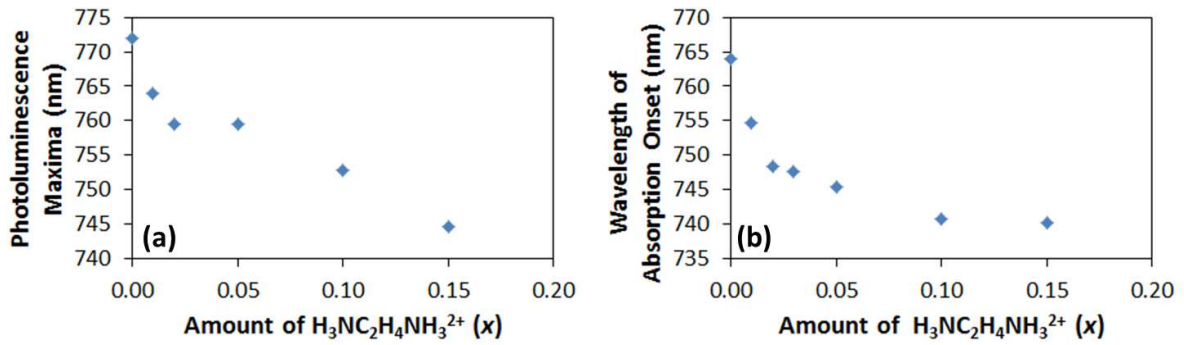 Photoluminescence
Maxima (nm)
775
770
765
760
755
750
745
740
(a)
0.00 0.05 0.10 0.15 0.20
Amount of H₃NC₂H₄NH₃²⁺ (x)
Wavelength of
Absorption Onset (nm)
770
765
760
755
750
745
740
735
(b)
0.00 0.05 0.10 0.15 0.20
Amount of H₃NC₂H₄NH₃²⁺ (x)